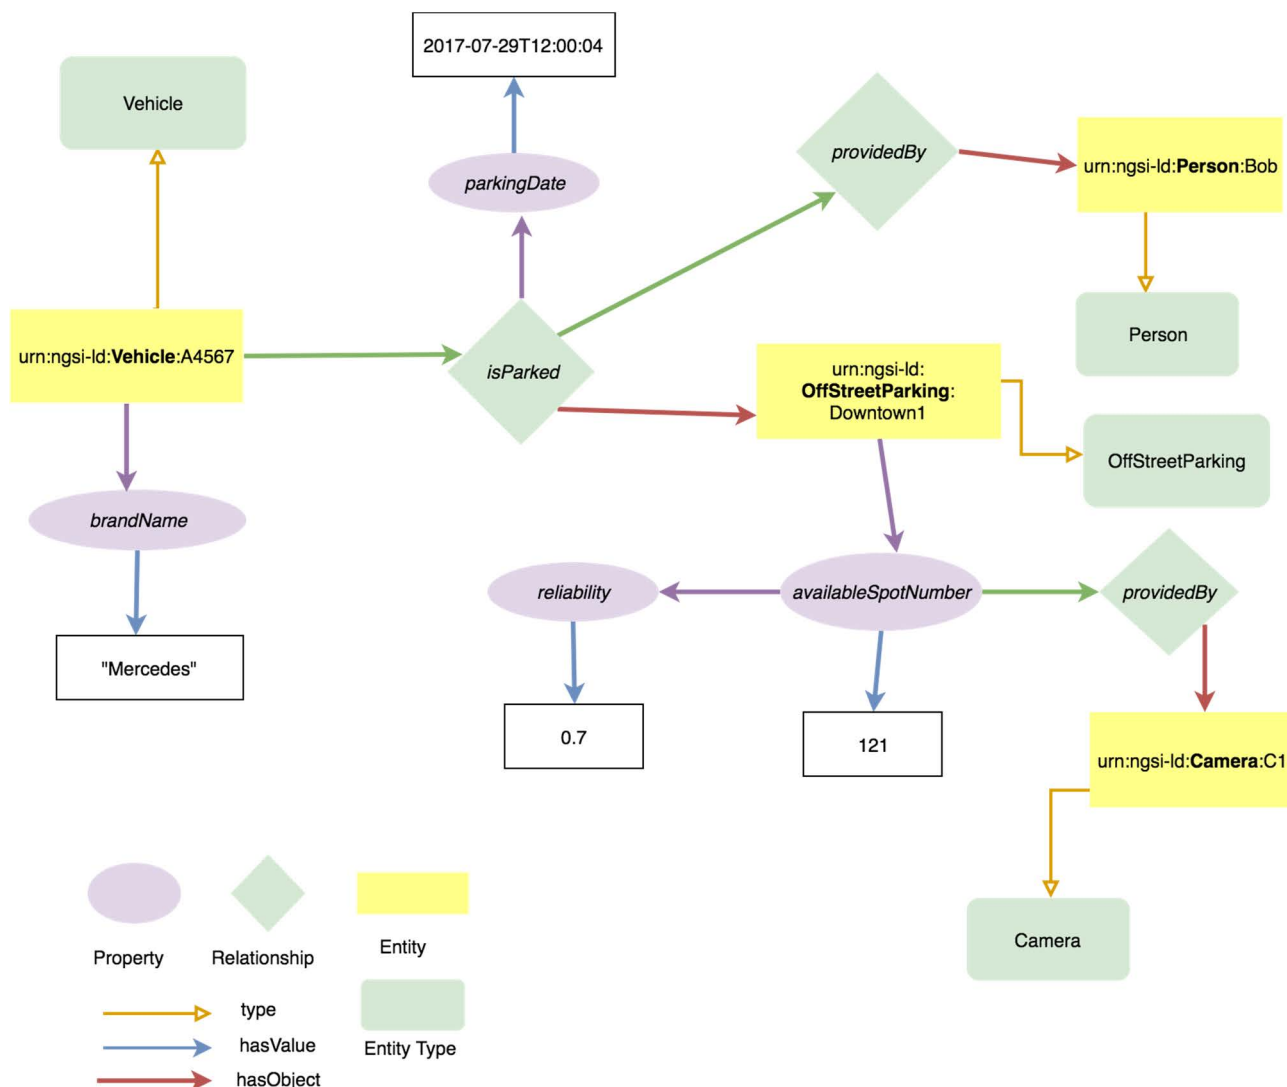 2017-07-29T12:00:04
Vehicle
parkingDate
providedBy
urn:ngsi-ld:Person:Bob
urn:ngsi-ld:Vehicle:A4567
isParked
Person
urn:ngsi-ld:
OffStreetParking:
Downtown1
OffStreetParking
brandName
reliability
availableSpotNumber
providedBy
"Mercedes"
0.7
121
urn:ngsi-ld:Camera:C1
Camera
Property
Relationship
Entity
type
hasValue
Entity Type
hasObject